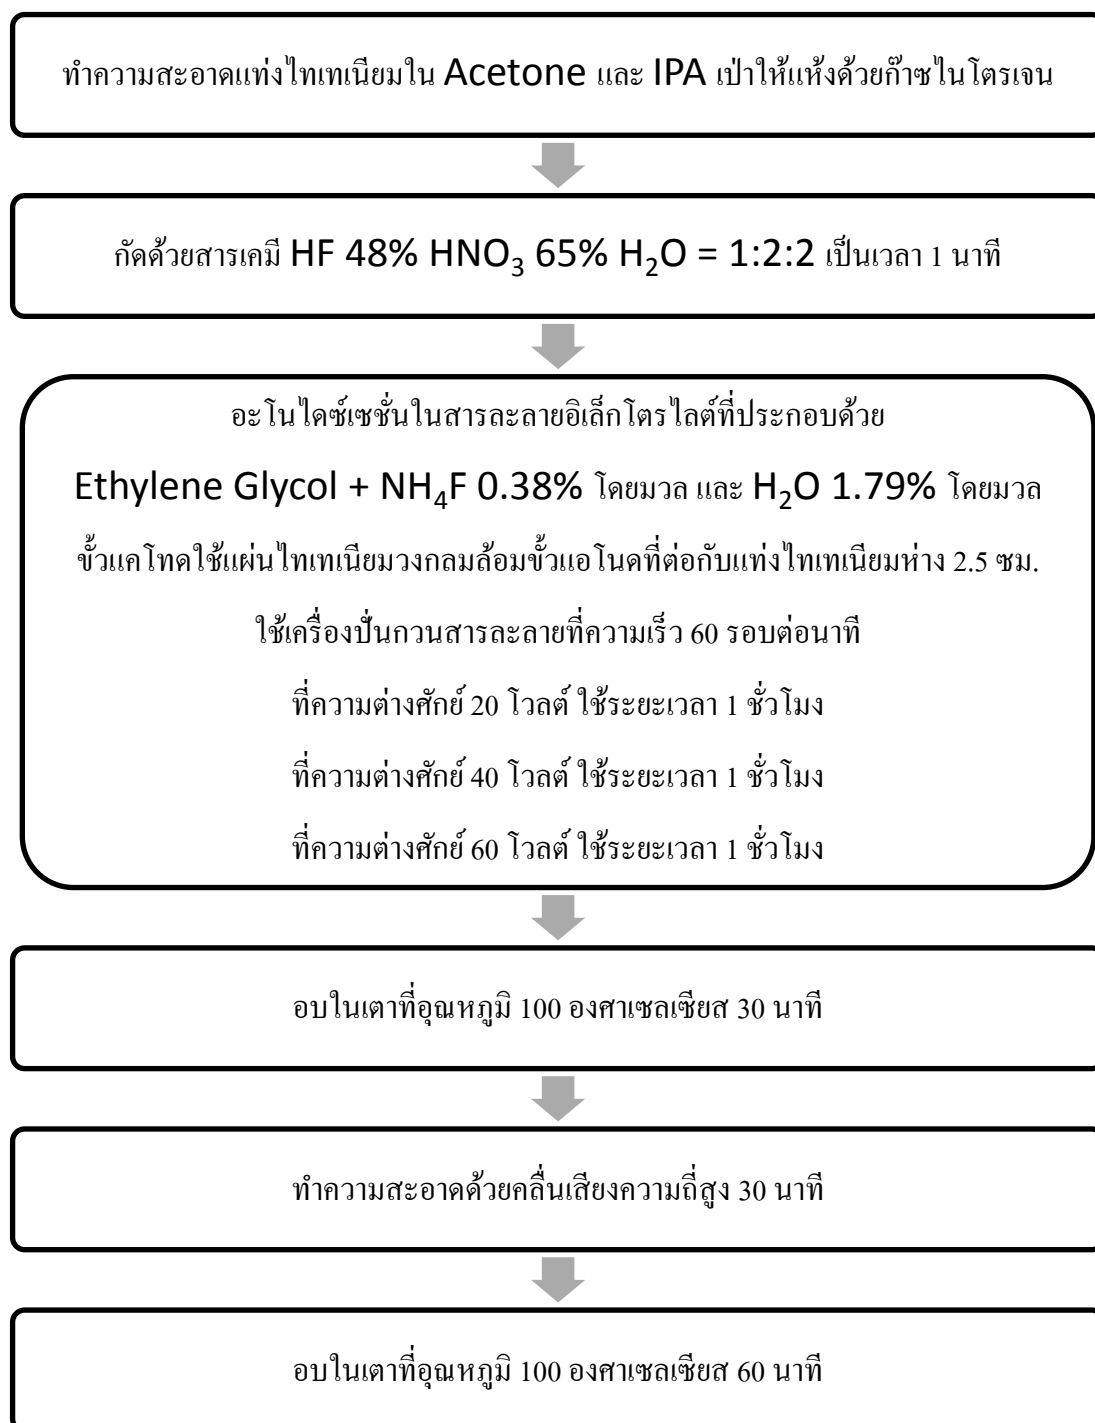 ทำความสะอาดแท่งไทเทเนียมใน Acetone และ IPA เป่าให้แห้งด้วยก๊าซไนโตรเจน
กัดด้วยสารเคมี HF 48% HNO₃ 65% H₂O = 1:2:2 เป็นเวลา 1 นาที
อะโนไดซ์เซชั่นในสารละลายอิเล็กโตรไลต์ที่ประกอบด้วย
Ethylene Glycol + NH₄F 0.38% โดยมวล และ H₂O 1.79% โดยมวล
ขั้วแคโทดใช้แผ่นไทเทเนียมวงกลมล้อมขั้วแอโนดที่ต่อกับแท่งไทเทเนียมห่าง 2.5 ซม.
ใช้เครื่องปั่นกวนสารละลายที่ความเร็ว 60 รอบต่อนาที
ที่ความต่างศักย์ 20 โวลต์ ใช้ระยะเวลา 1 ชั่วโมง
ที่ความต่างศักย์ 40 โวลต์ ใช้ระยะเวลา 1 ชั่วโมง
ที่ความต่างศักย์ 60 โวลต์ ใช้ระยะเวลา 1 ชั่วโมง
อบในเตาที่อุณหภูมิ 100 องศาเซลเซียส 30 นาที
ทำความสะอาดด้วยคลื่นเสียงความถี่สูง 30 นาที
อบในเตาที่อุณหภูมิ 100 องศาเซลเซียส 60 นาที